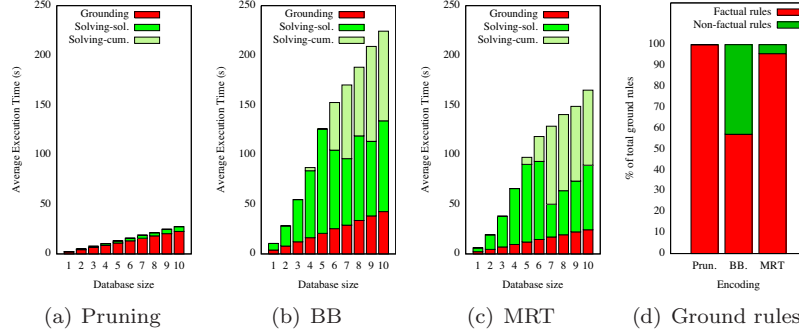 Grounding
Solving-sol.
Solving-cum.
Average Execution Time (s)
250
200
150
100
50
0
1 2 3 4 5 6 7 8 9 10
Database size
(a) Pruning
Grounding
Solving-sol.
Solving-cum.
Average Execution Time (s)
250
200
150
100
50
0
1 2 3 4 5 6 7 8 9 10
Database size
(b) BB
Grounding
Solving-sol.
Solving-cum.
Average Execution Time (s)
250
200
150
100
50
0
1 2 3 4 5 6 7 8 9 10
Database size
(c) MRT
Factual rules
Non-factual rules
% of total ground rules
100
90
80
70
60
50
40
30
20
10
0
Prun. BB. MRT
Encoding
(d) Ground rules